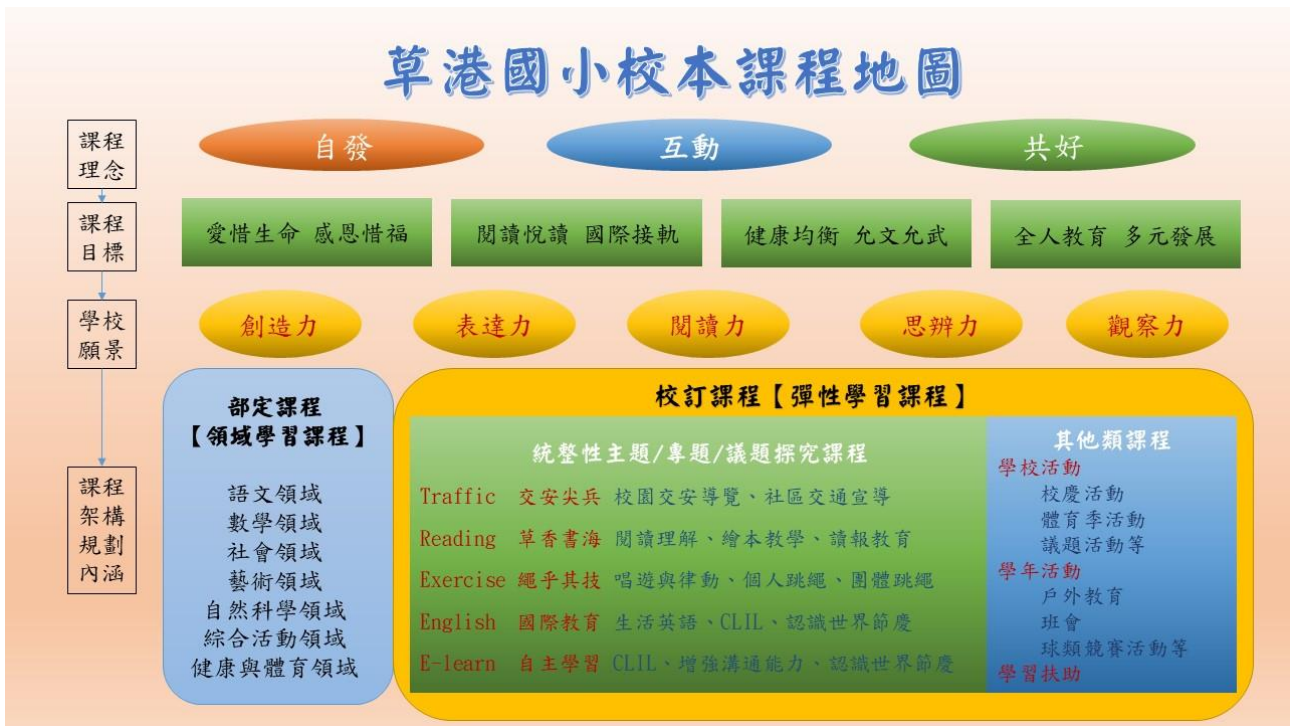 草港國小校本課程地圖
課程
理念
自發
互動
共好
課程
目標
愛惜生命 感恩惜福
閱讀悅讀 國際接軌
健康均衡 允文允武
全人教育 多元發展
學校
願景
創造力
表達力
閱讀力
思辨力
觀察力
課程
架構
規劃
內涵
部定課程
【領域學習課程】
語文領域
數學領域
社會領域
藝術領域
自然科學領域
綜合活動領域
健康與體育領域
校訂課程【彈性學習課程】
統整性主題/專題/議題探究課程
Traffic 交安尖兵 校園交安導覽、社區交通宣導
Reading 草香書海 閱讀理解、繪本教學、讀報教育
Exercise 繩乎其技 唱遊與律動、個人跳繩、團體跳繩
English 國際教育 生活英語、CLIL、認識世界節慶
E-learn 自主學習 CLIL、增強溝通能力、認識世界節慶
其他類課程
學校活動
校慶活動
體育季活動
議題活動等
學年活動
戶外教育
班會
球類競賽活動等
學習扶助